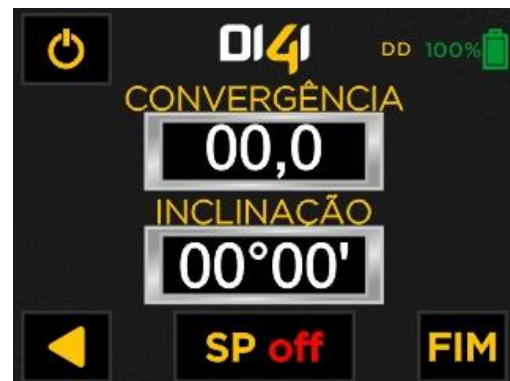 DI4I DD 100%
CONVERGÊNCIA
00,0
INCLINAÇÃO
00°00'
SP off FIM